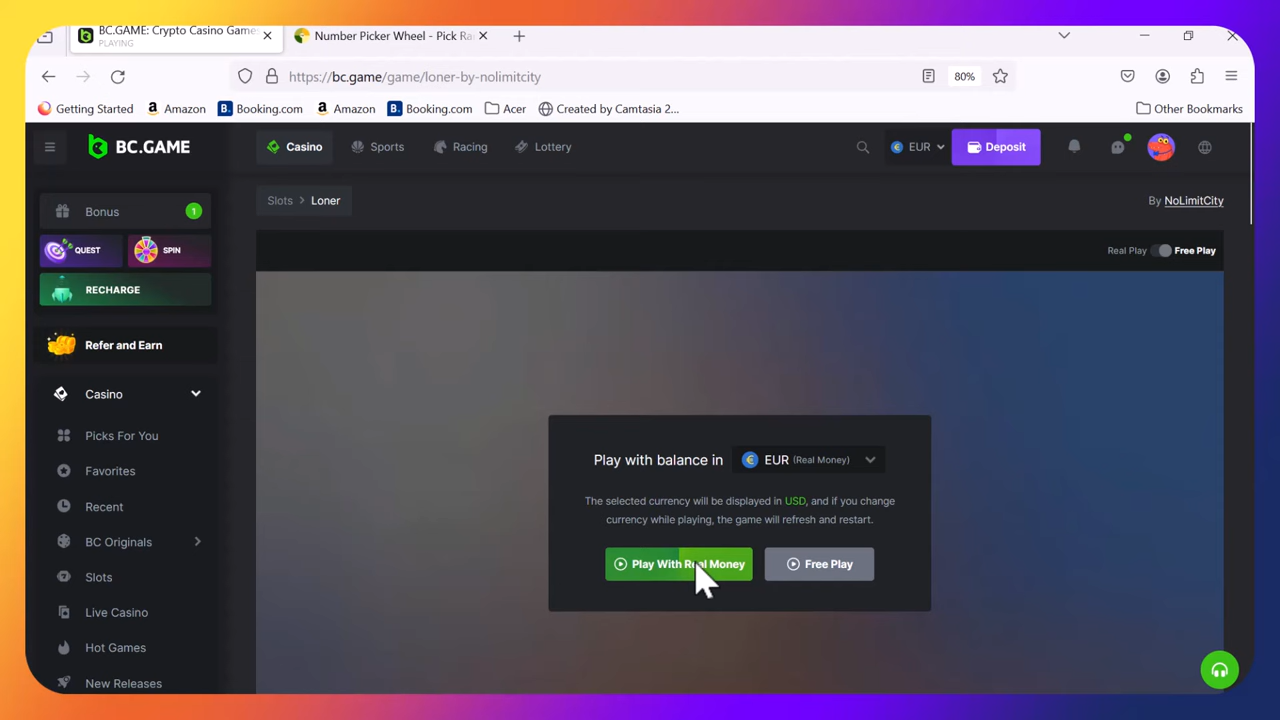 BC.GAME: Crypto Casino Games
PLAYING
Number Picker Wheel - Pick Ra
https://bc.game/game/loner-by-nolimitcity
80%
Getting Started
Amazon
Booking.com
Amazon
Booking.com
Acer
Created by Camtasia 2...
Other Bookmarks
BC.GAME
Casino
Sports
Racing
Lottery
EUR
Deposit
Bonus
1
Slots > Loner
By NoLimitCity
QUEST
SPIN
Real Play
Free Play
RECHARGE
Refer and Earn
Casino
Picks For You
Favorites
Recent
BC Originals
Slots
Live Casino
Hot Games
New Releases
Play with balance in
EUR (Real Money)
The selected currency will be displayed in USD, and if you change
currency while playing, the game will refresh and restart.
Play With Real Money
Free Play